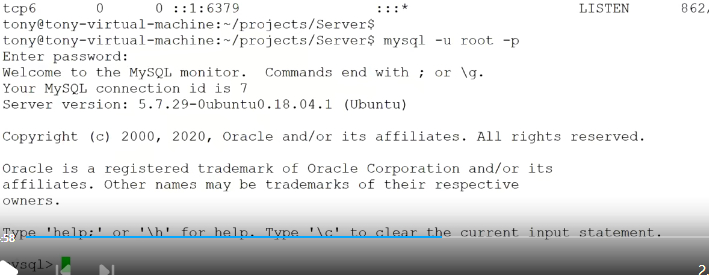 tcp6 0 0 ::1:6379 :::* LISTEN 862/
tony@tony-virtual-machine:~/projects/Server$
tony@tony-virtual-machine:~/projects/Server$ mysql -u root -p
Enter password:
Welcome to the MySQL monitor.  Commands end with ; or \g.
Your MySQL connection id is 7
Server version: 5.7.29-0ubuntu0.18.04.1 (Ubuntu)
Copyright (c) 2000, 2020, Oracle and/or its affiliates. All rights reserved.
Oracle is a registered trademark of Oracle Corporation and/or its
affiliates. Other names may be trademarks of their respective
owners.
Type 'help;' or '\h' for help. Type '\c' to clear the current input statement.
mysql>